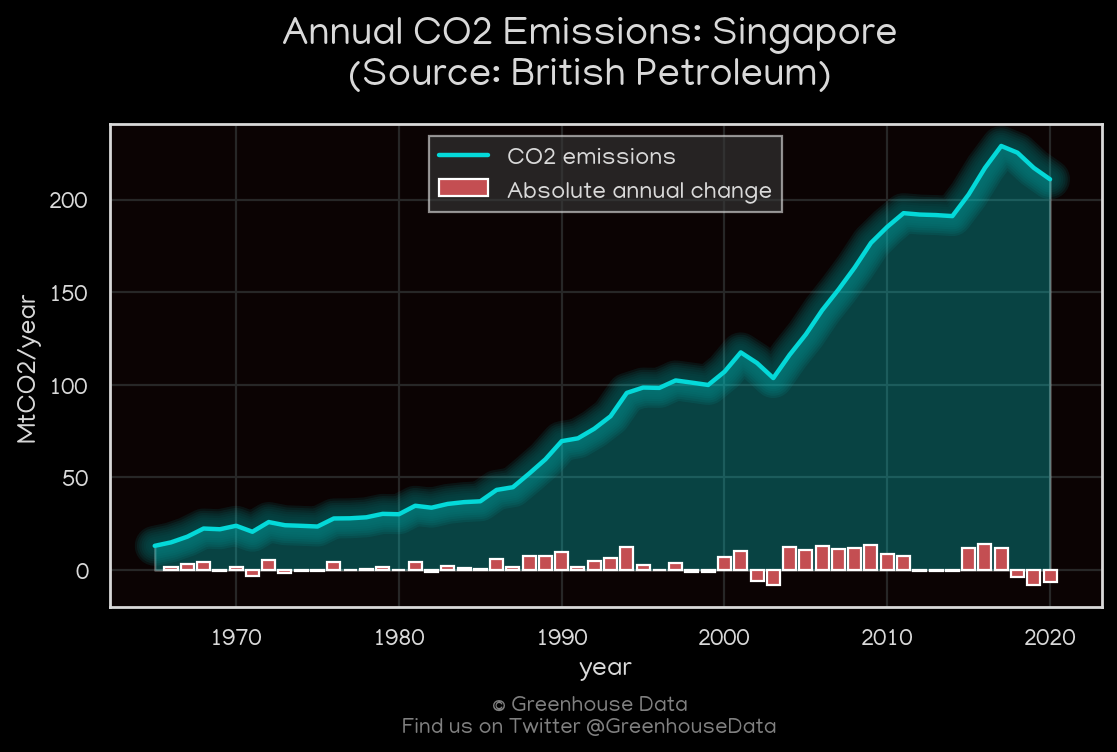 Annual CO2 Emissions: Singapore
(Source: British Petroleum)
CO2 emissions
Absolute annual change
MtCO2/year
200
150
100
50
0
1970 1980 1990 2000 2010 2020
year
© Greenhouse Data
Find us on Twitter @GreenhouseData